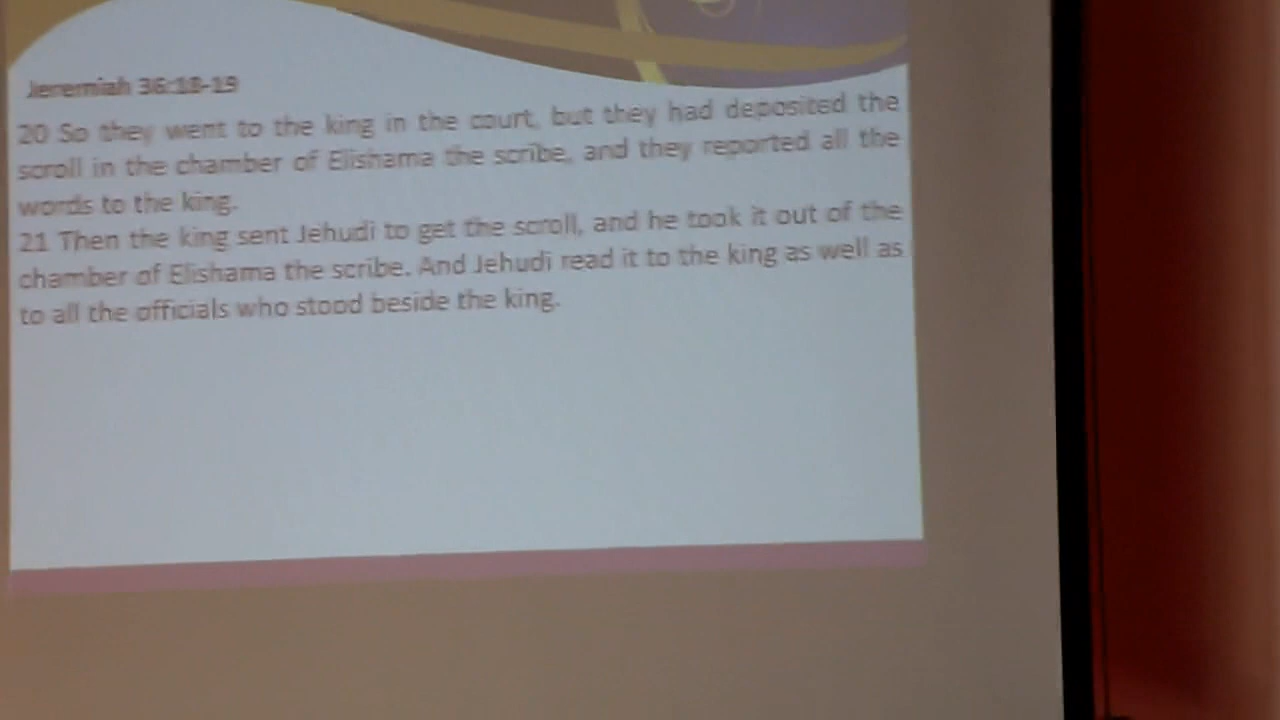 Jeremiah 36:18-19
20 So they went to the king in the court, but they had deposited the
scroll in the chamber of Elishama the scribe, and they reported all the
words to the king.
21 Then the king sent Jehudi to get the scroll, and he took it out of the
chamber of Elishama the scribe. And Jehudi read it to the king as well as
to all the officials who stood beside the king.